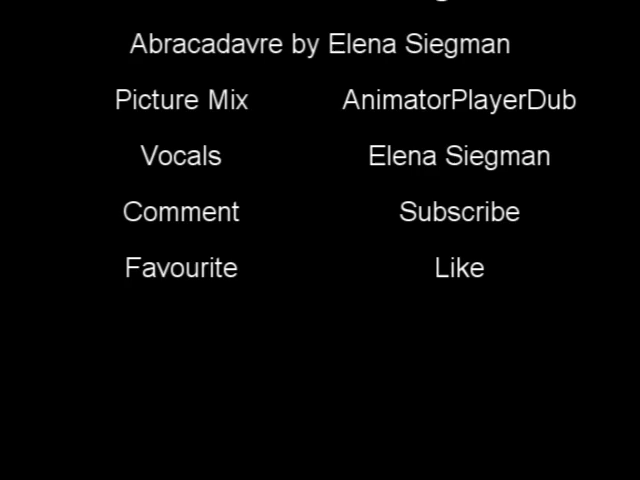 Abracadavre by Elena Siegman
Picture Mix AnimatorPlayerDub
Vocals Elena Siegman
Comment Subscribe
Favourite Like